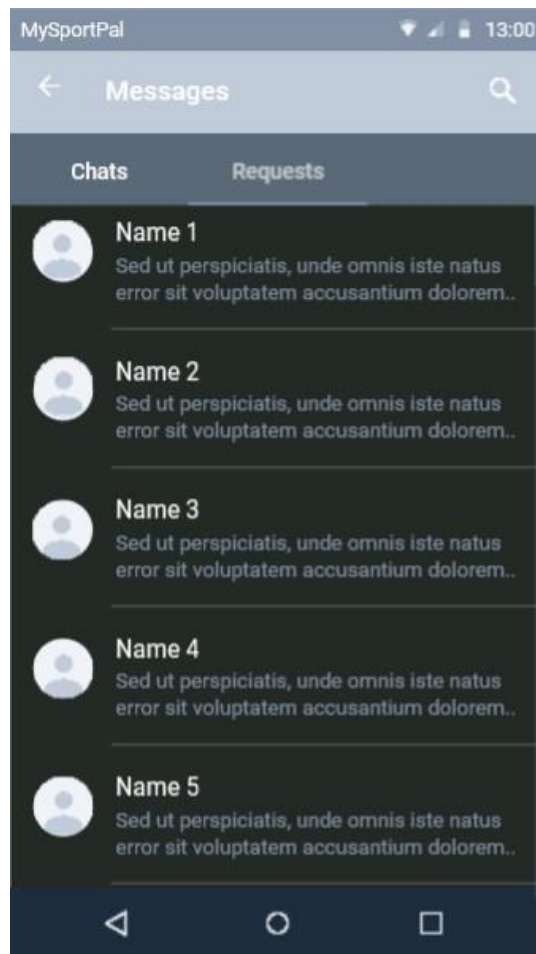 MySportPal 13:00
Messages
Chats Requests
Name 1
Sed ut perspiciatis, unde omnis iste natus
error sit voluptatem accusantium dolorem..
Name 2
Sed ut perspiciatis, unde omnis iste natus
error sit voluptatem accusantium dolorem..
Name 3
Sed ut perspiciatis, unde omnis iste natus
error sit voluptatem accusantium dolorem..
Name 4
Sed ut perspiciatis, unde omnis iste natus
error sit voluptatem accusantium dolorem..
Name 5
Sed ut perspiciatis, unde omnis iste natus
error sit voluptatem accusantium dolorem..